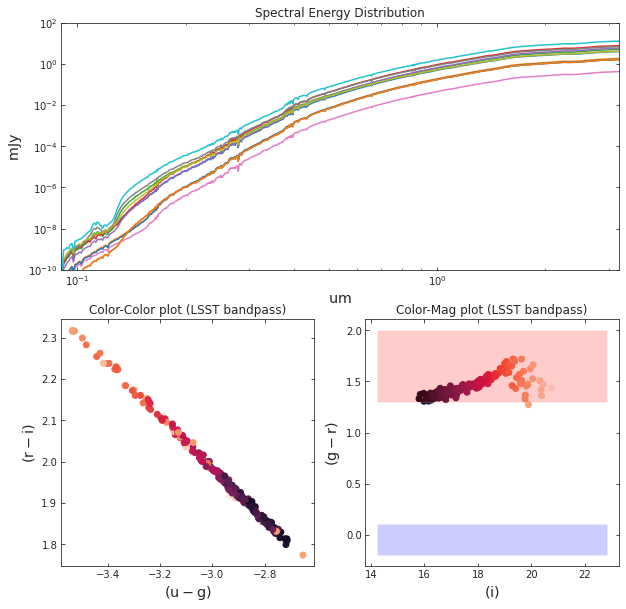 Spectral Energy Distribution
mJy
10² 10⁰ 10⁻² 10⁻⁴ 10⁻⁶ 10⁻⁸ 10⁻¹⁰
10⁻¹ 10⁰
um
Color-Color plot (LSST bandpass)
(r − i)
2.3 2.2 2.1 2.0 1.9 1.8
−3.4 −3.2 −3.0 −2.8
(u − g)
Color-Mag plot (LSST bandpass)
(g − r)
2.0 1.5 1.0 0.5 0.0
14 16 18 20 22
(i)